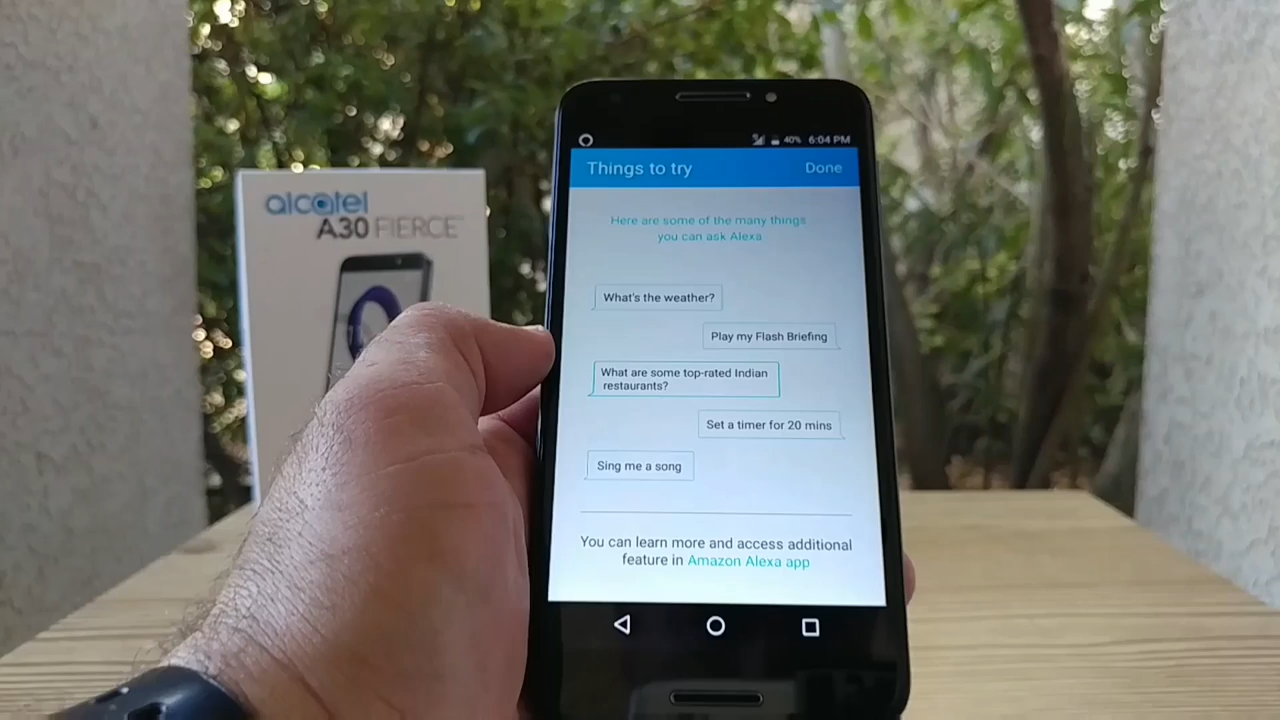 alcatel
A30 FIERCE™
40% 6:04 PM
Things to try
Done
Here are some of the many things
you can ask Alexa
What's the weather?
Play my Flash Briefing
What are some top-rated Indian
restaurants?
Set a timer for 20 mins
Sing me a song
You can learn more and access additional
feature in Amazon Alexa app